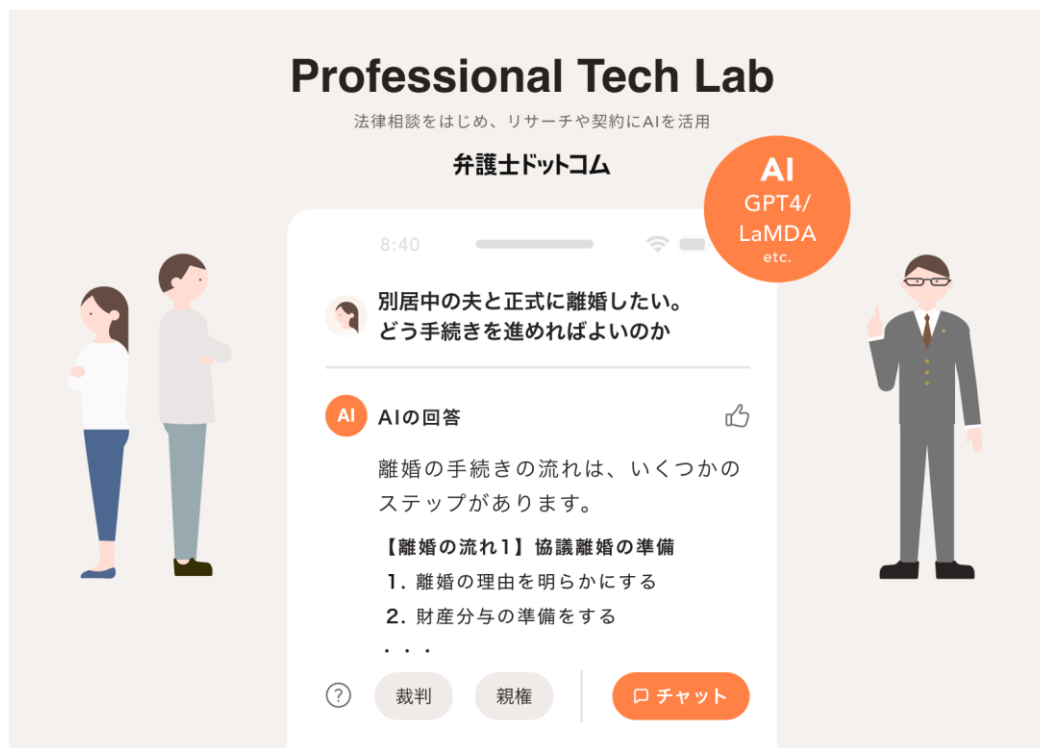 Professional Tech Lab
法律相談をはじめ、リサーチや契約にAIを活用
弁護士ドットコム
AI
GPT4/
LaMDA
etc.
8:40
別居中の夫と正式に離婚したい。
どう手続きを進めればよいのか
AI
AIの回答
離婚の手続きの流れは、いくつかの
ステップがあります。
【離婚の流れ1】協議離婚の準備
1. 離婚の理由を明らかにする
2. 財産分与の準備をする
・・・
?
裁判
親権
チャット